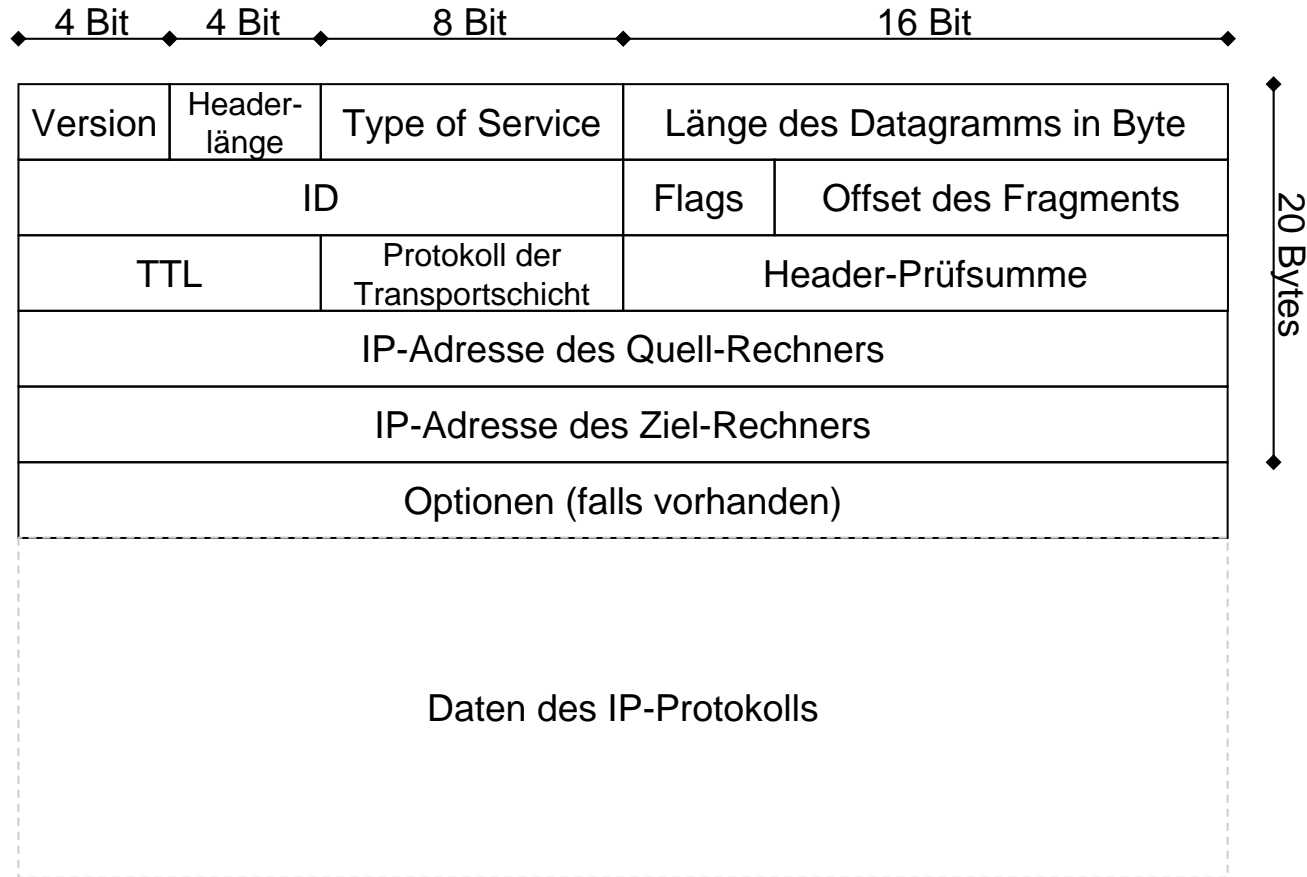 4 Bit
4 Bit
8 Bit
16 Bit
Version
Header-
länge
Type of Service
Länge des Datagramms in Byte
ID
Flags
Offset des Fragments
TTL
Protokoll der
Transportschicht
Header-Prüfsumme
IP-Adresse des Quell-Rechners
IP-Adresse des Ziel-Rechners
Optionen (falls vorhanden)
Daten des IP-Protokolls
20 Bytes